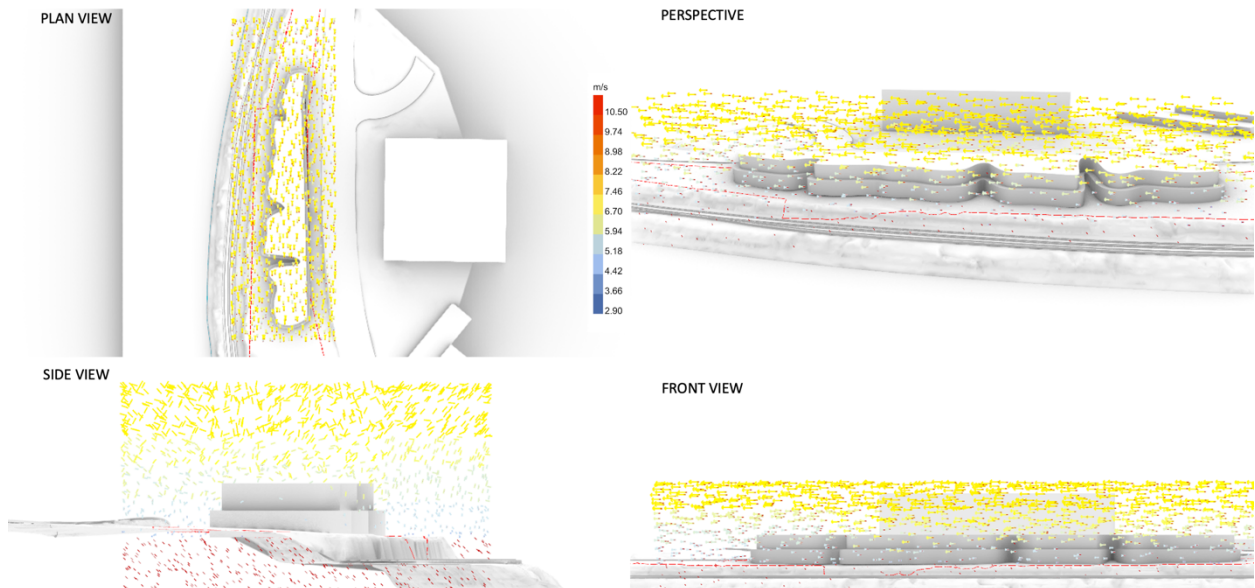 PLAN VIEW
PERSPECTIVE
m/s
10.50
9.74
8.98
8.22
7.46
6.70
5.94
5.18
4.42
3.66
2.90
SIDE VIEW
FRONT VIEW